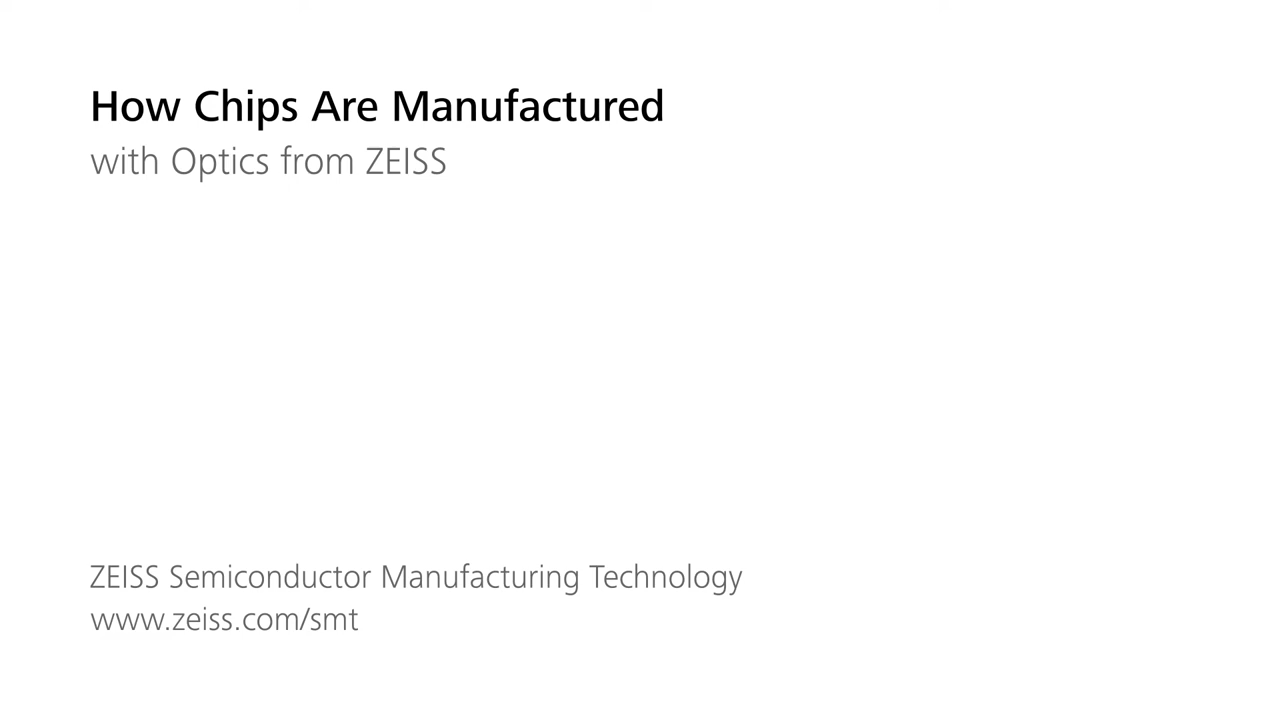 How Chips Are Manufactured
with Optics from ZEISS
ZEISS Semiconductor Manufacturing Technology
www.zeiss.com/smt